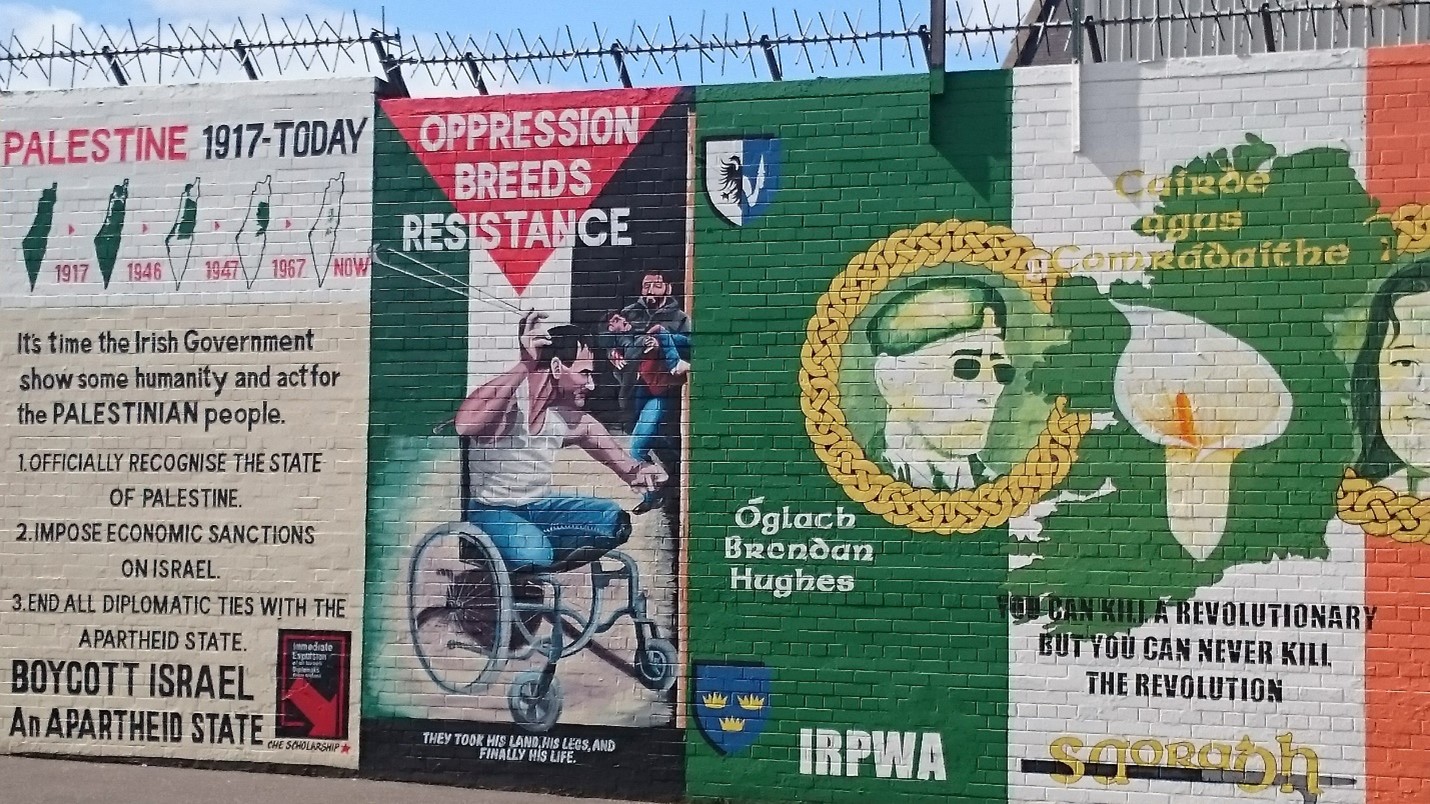 PALESTINE 1917-TODAY
1917 1946 1947 1967 NOW
It's time the Irish Government
show some humanity and act for
the PALESTINIAN people.
1.OFFICIALLY RECOGNISE THE STATE
OF PALESTINE.
2.IMPOSE ECONOMIC SANCTIONS
ON ISRAEL.
3.END ALL DIPLOMATIC TIES WITH THE
APARTHEID STATE.
BOYCOTT ISRAEL
An APARTHEID STATE
Immediate
Expulsion
CHE SCHOLARSHIP
OPPRESSION
BREEDS
RESISTANCE
THEY TOOK HIS LAND, HIS LEGS, AND
FINALLY HIS LIFE.
Óglach
Brendan
Hughes
IRPWA
Cairde
agus
Comrádaithe
YOU CAN KILL A REVOLUTIONARY
BUT YOU CAN NEVER KILL
THE REVOLUTION
saoradh